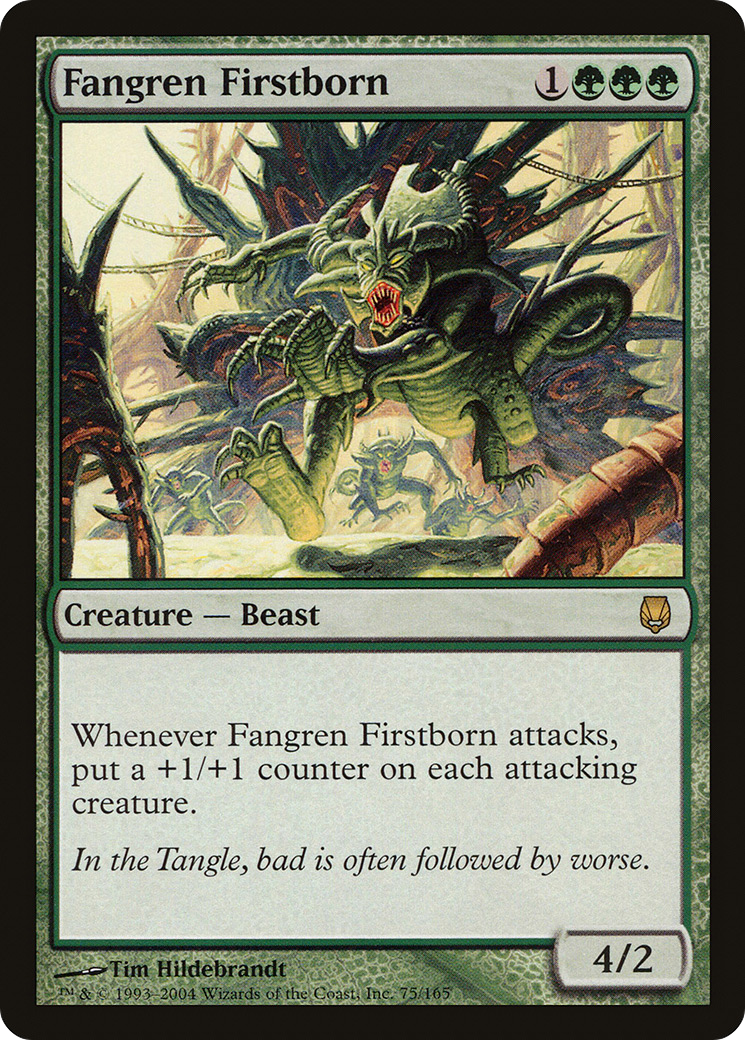 Fangren Firstborn 1
Creature — Beast
Whenever Fangren Firstborn attacks,
put a +1/+1 counter on each attacking
creature.
In the Tangle, bad is often followed by worse.
4/2
Tim Hildebrandt
™ & © 1993–2004 Wizards of the Coast, Inc. 75/165